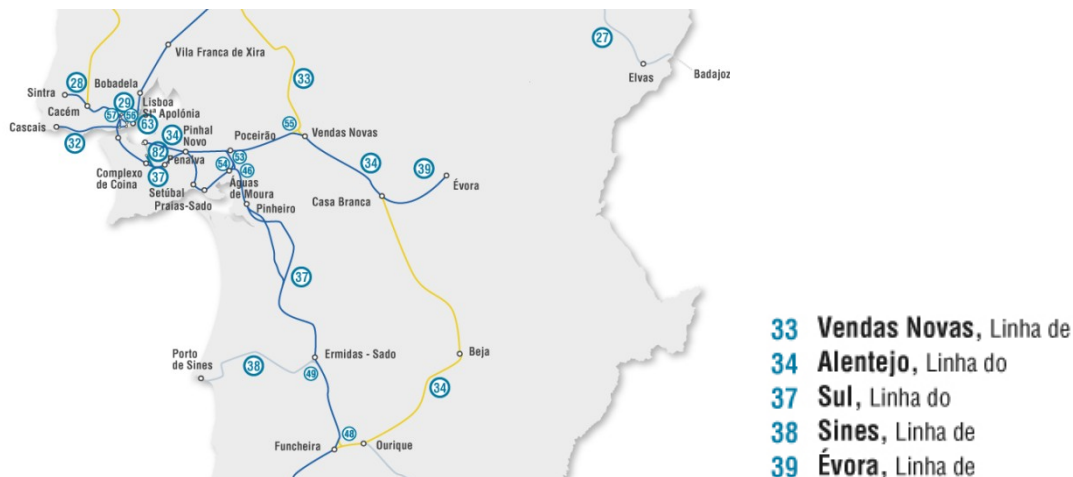 Vila Franca de Xira
27
Elvas
Badajoz
28
33
Bobadela
Sintra
29
Lisboa
Stª Apolónia
Cacém
57
56
63
Cascais
32
34
Pinhal
Novo
Poceirão
55
Vendas Novas
82
Penalva
53
54
46
34
39
Complexo
de Coina
37
Águas
de Moura
Évora
Setúbal
Praias-Sado
Casa Branca
Pinheiro
37
Porto
de Sines
38
Ermidas - Sado
49
Beja
34
48
Funcheira
Ourique
33 Vendas Novas, Linha de
34 Alentejo, Linha do
37 Sul, Linha do
38 Sines, Linha de
39 Évora, Linha de